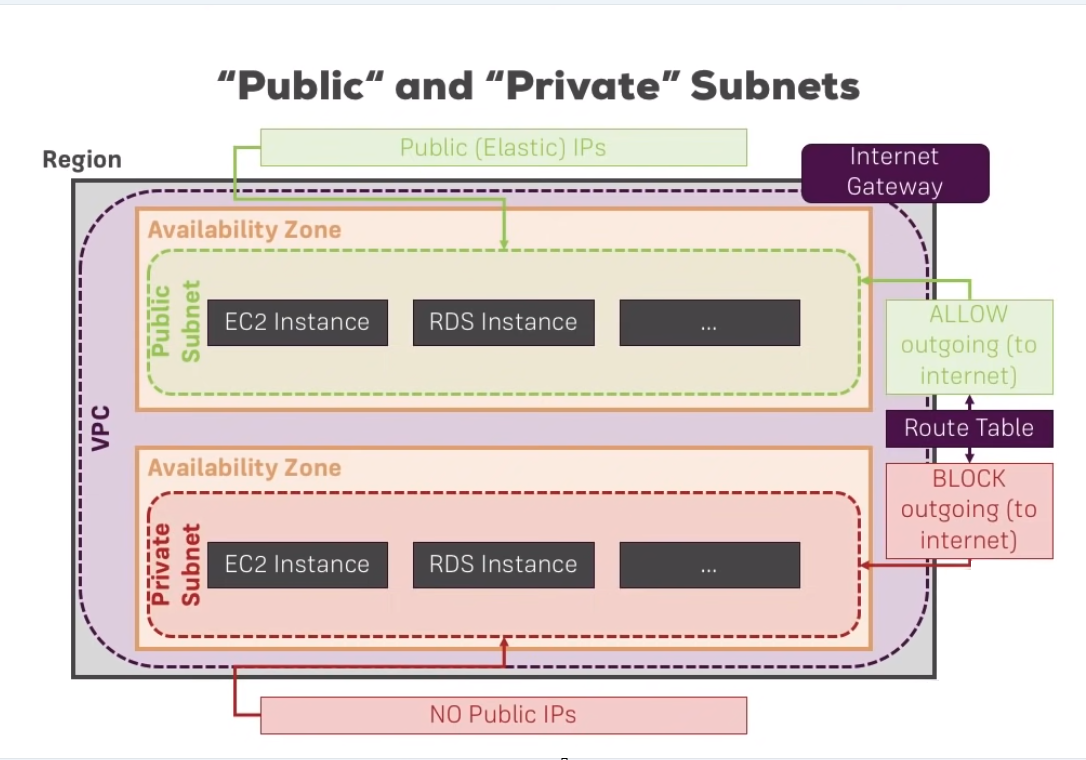 “Public“ and “Private” Subnets
Public (Elastic) IPs
Region
Internet
Gateway
Availability Zone
Public
Subnet
EC2 Instance
RDS Instance
...
ALLOW
outgoing (to
internet)
VPC
Route Table
Availability Zone
Private
Subnet
EC2 Instance
RDS Instance
...
BLOCK
outgoing (to
internet)
NO Public IPs